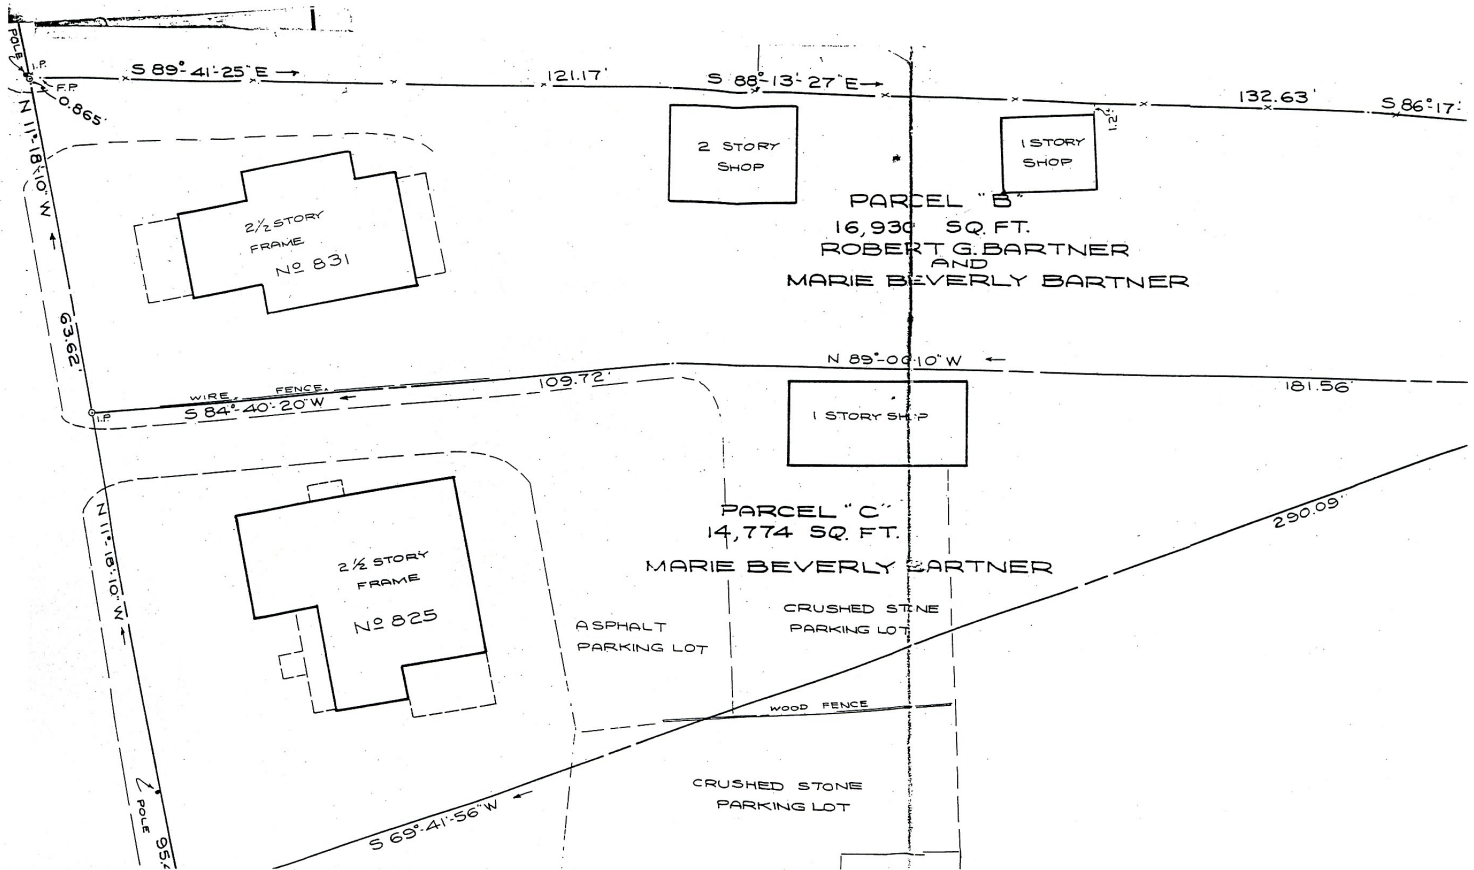 POLE
I.P.
F.P.
0.865'
S 89°-41'-25"E
121.17'
S 88°-13'-27"E
132.63'
S 86°-17'
1.2'
N 11°-18'-10" W
63.62'
2 STORY
SHOP
1 STORY
SHOP
2½ STORY
FRAME
Nº 831
PARCEL "B"
16,930 SQ. FT.
ROBERT G. BARTNER
AND
MARIE BEVERLY BARTNER
N 89°-00'-10" W
181.56'
WIRE FENCE
109.72'
S 84°-40'-20" W
I.P.
1 STORY SHOP
N 11°-18'-10" W
2½ STORY
FRAME
Nº 825
PARCEL "C"
14,774 SQ. FT.
MARIE BEVERLY BARTNER
290.09'
ASPHALT
PARKING LOT
CRUSHED STONE
PARKING LOT
WOOD FENCE
CRUSHED STONE
PARKING LOT
S 69°-41'-56" W
POLE